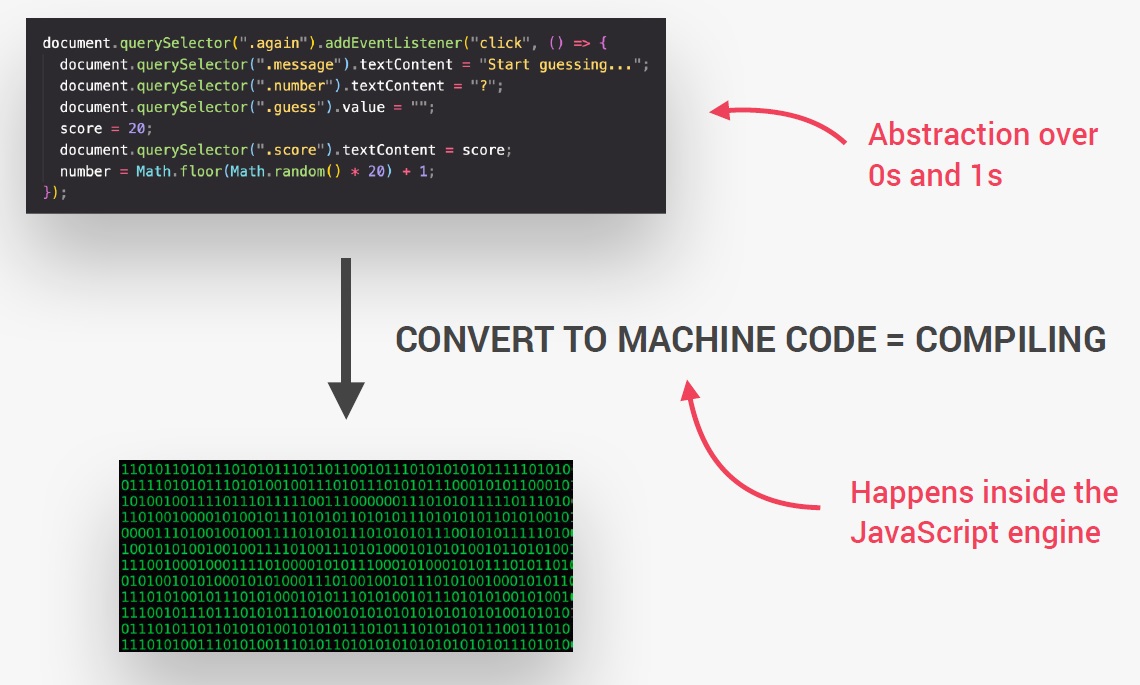 document.querySelector(".again").addEventListener("click", () => {
  document.querySelector(".message").textContent = "Start guessing...";
  document.querySelector(".number").textContent = "?";
  document.querySelector(".guess").value = "";
  score = 20;
  document.querySelector(".score").textContent = score;
  number = Math.floor(Math.random() * 20) + 1;
});
Abstraction over
0s and 1s
CONVERT TO MACHINE CODE = COMPILING
Happens inside the
JavaScript engine